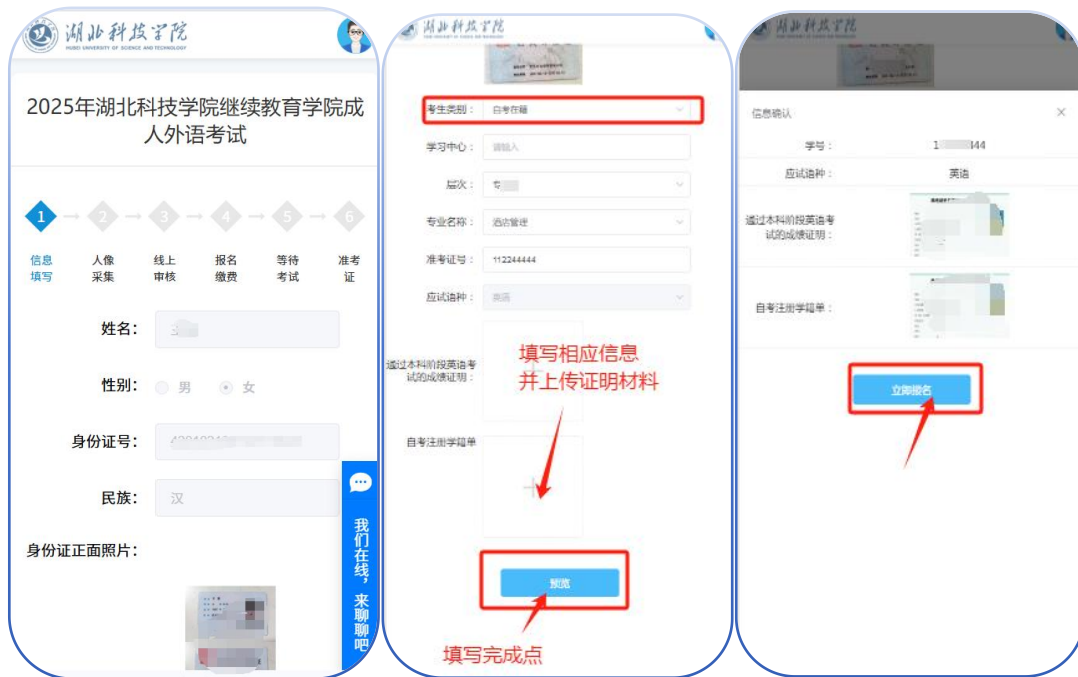 湖北科技学院
HUBEI UNIVERSITY OF SCIENCE AND TECHNOLOGY
2025年湖北科技学院继续教育学院成
人外语考试
1 2 3 4 5 6
信息填写
人像采集
线上审核
报名缴费
等待考试
准考证
姓名：
性别： 男 女
身份证号：
民族： 汉
身份证正面照片：
我们在线，来聊聊吧
湖北科技学院
考生类别： 自考在籍
学习中心： 请输入
层次： 专
专业名称： 酒店管理
准考证号： 112244444
应试语种： 英语
通过本科阶段英语考
试的成绩证明：
填写相应信息
并上传证明材料
自考注册学籍单
预览
填写完成点
湖北科技学院
信息确认
学号： 1 444
应试语种： 英语
通过本科阶段英语考
试的成绩证明：
自考注册学籍单：
立即报名